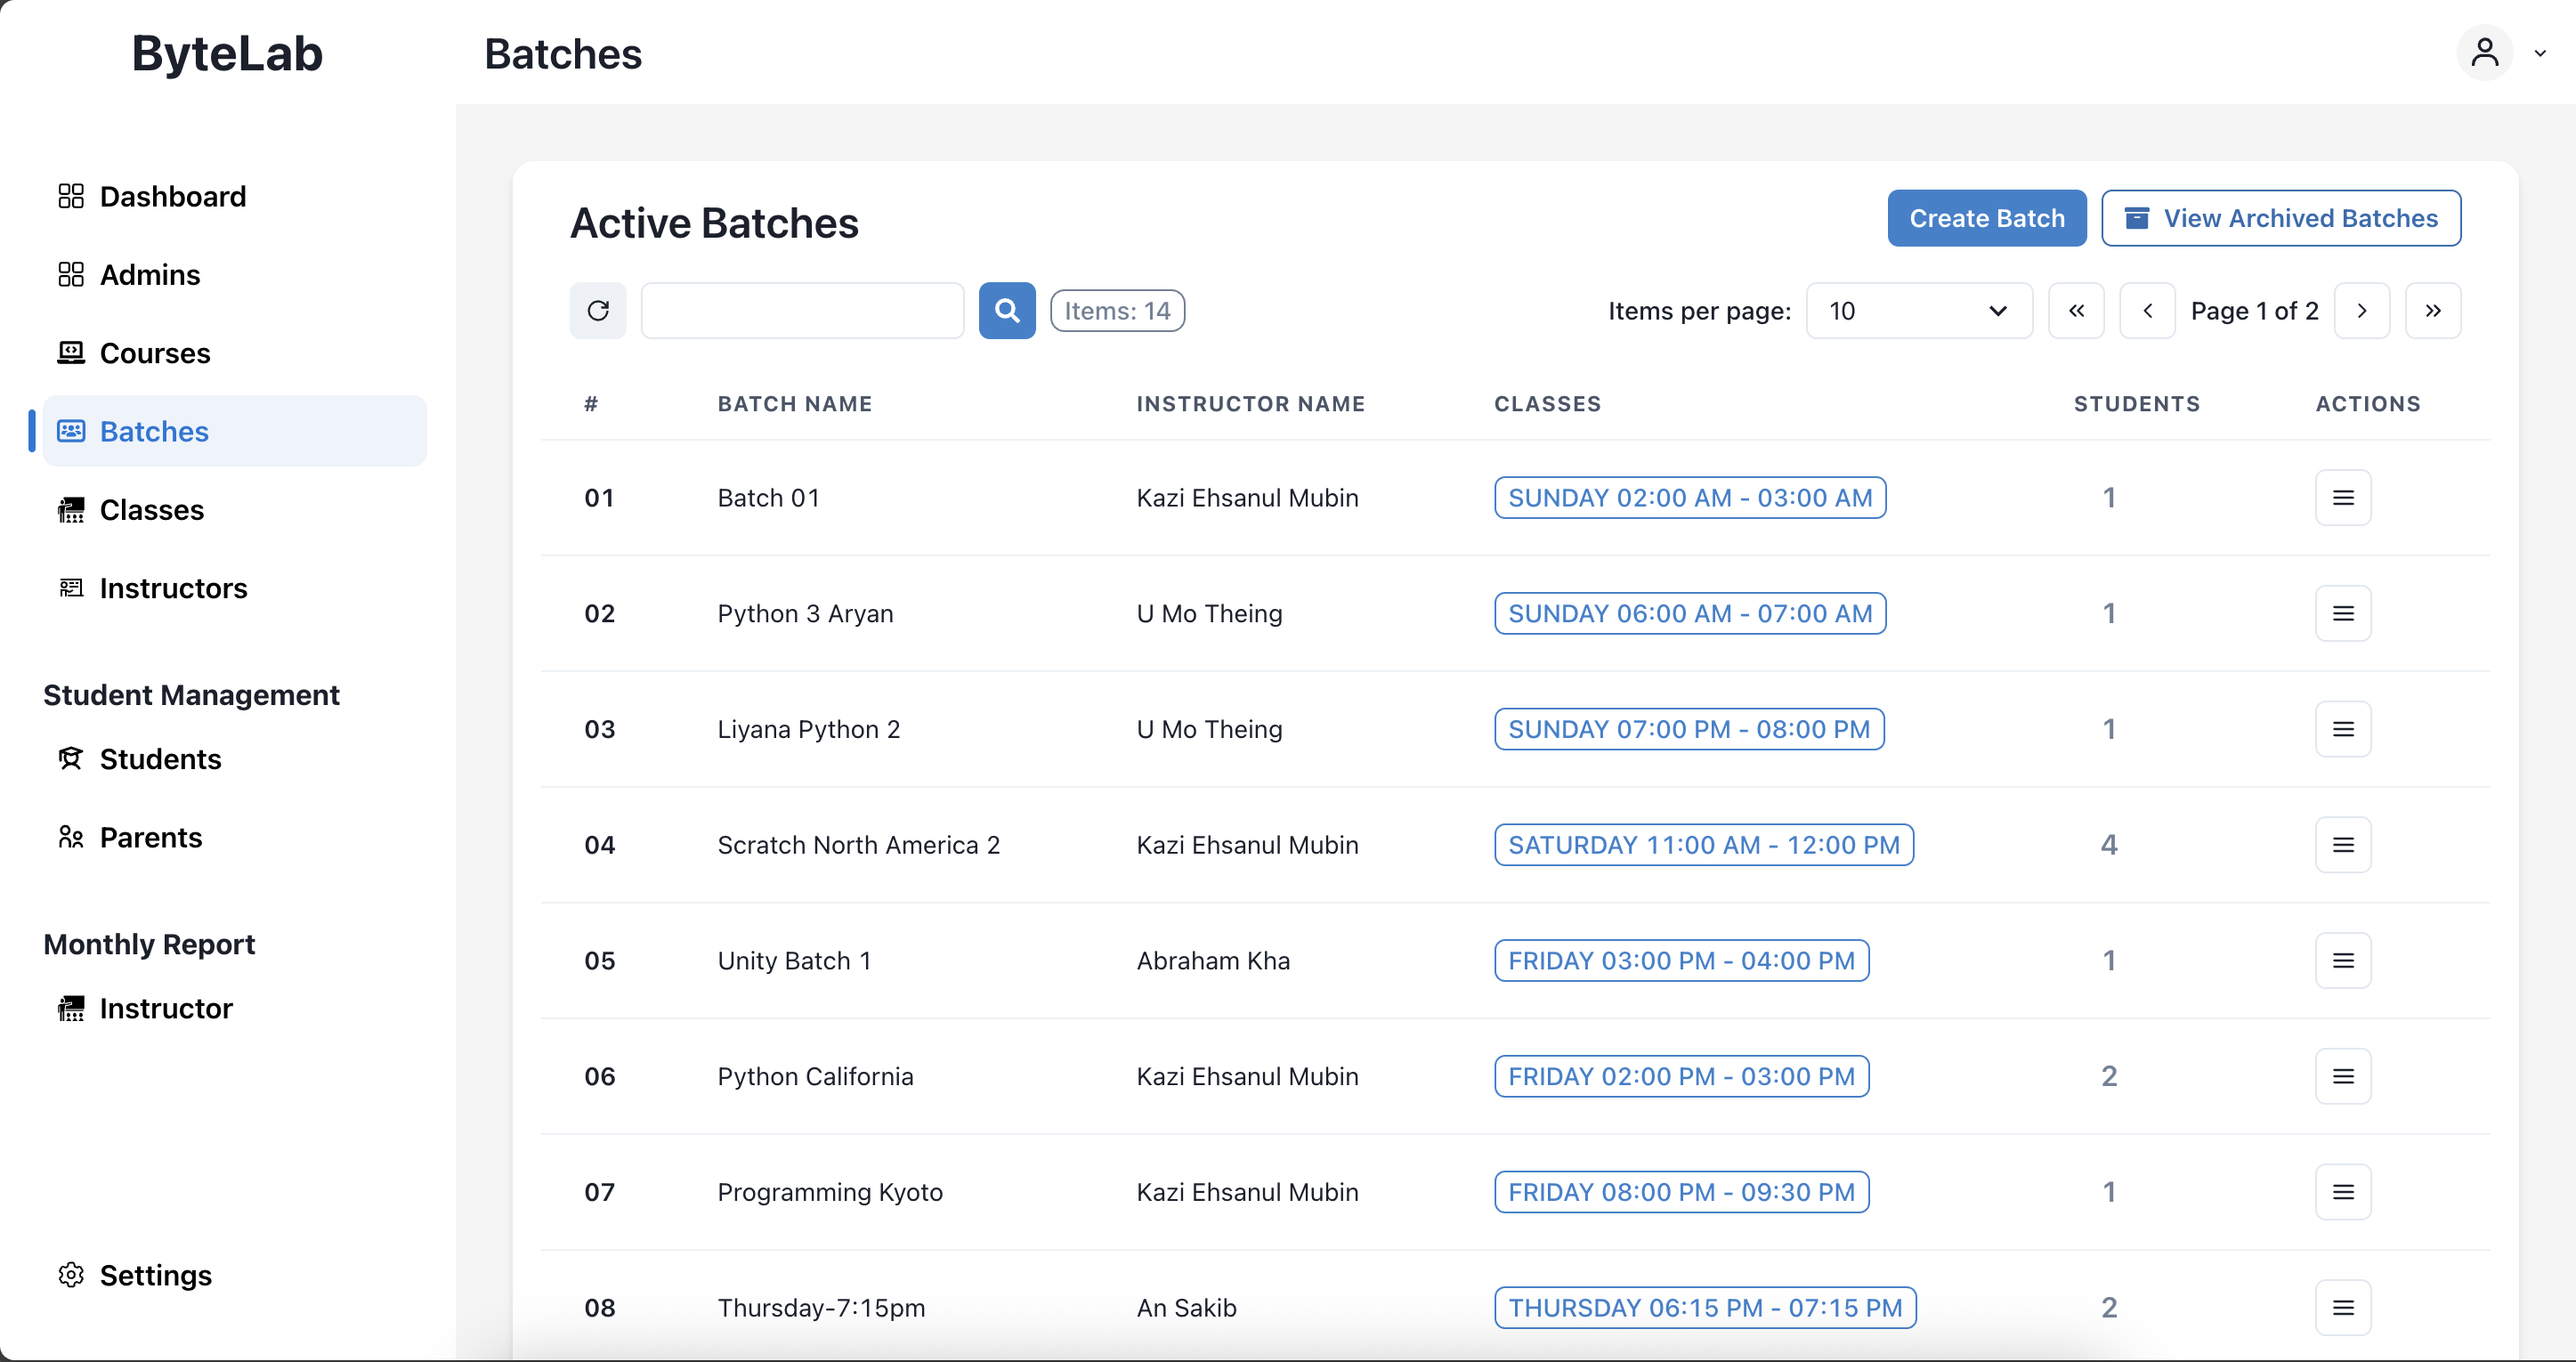 ByteLab
Batches
Dashboard
Admins
Courses
Batches
Classes
Instructors
Student Management
Students
Parents
Monthly Report
Instructor
Settings
Active Batches
Create Batch
View Archived Batches
Items: 14
Items per page: 10
Page 1 of 2
# BATCH NAME INSTRUCTOR NAME CLASSES STUDENTS ACTIONS
01 Batch 01 Kazi Ehsanul Mubin SUNDAY 02:00 AM - 03:00 AM 1
02 Python 3 Aryan U Mo Theing SUNDAY 06:00 AM - 07:00 AM 1
03 Liyana Python 2 U Mo Theing SUNDAY 07:00 PM - 08:00 PM 1
04 Scratch North America 2 Kazi Ehsanul Mubin SATURDAY 11:00 AM - 12:00 PM 4
05 Unity Batch 1 Abraham Kha FRIDAY 03:00 PM - 04:00 PM 1
06 Python California Kazi Ehsanul Mubin FRIDAY 02:00 PM - 03:00 PM 2
07 Programming Kyoto Kazi Ehsanul Mubin FRIDAY 08:00 PM - 09:30 PM 1
08 Thursday-7:15pm An Sakib THURSDAY 06:15 PM - 07:15 PM 2